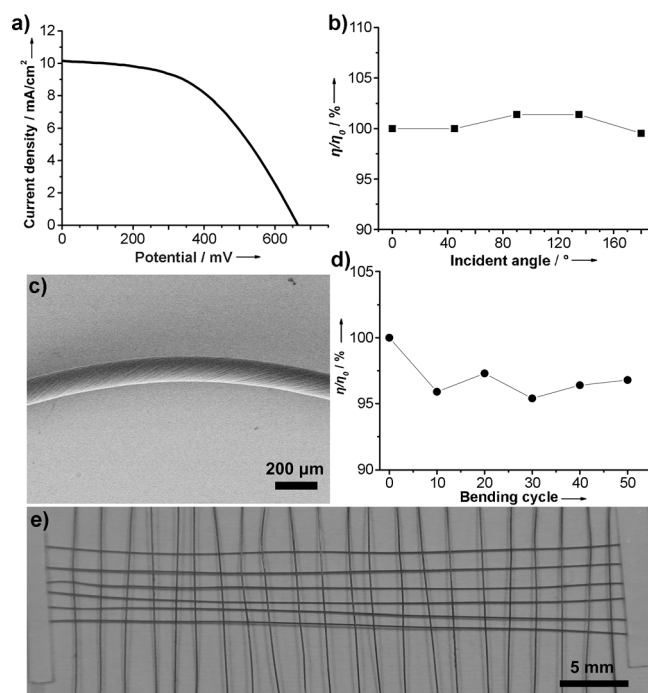 a)
Current density / mA/cm²
12
10
8
6
4
2
0
0 200 400 600
Potential / mV
b)
η/η₀ / %
110
105
100
95
90
0 40 80 120 160
Incident angle / °
c)
200 µm
d)
η/η₀ / %
105
100
95
90
0 10 20 30 40 50
Bending cycle
e)
5 mm